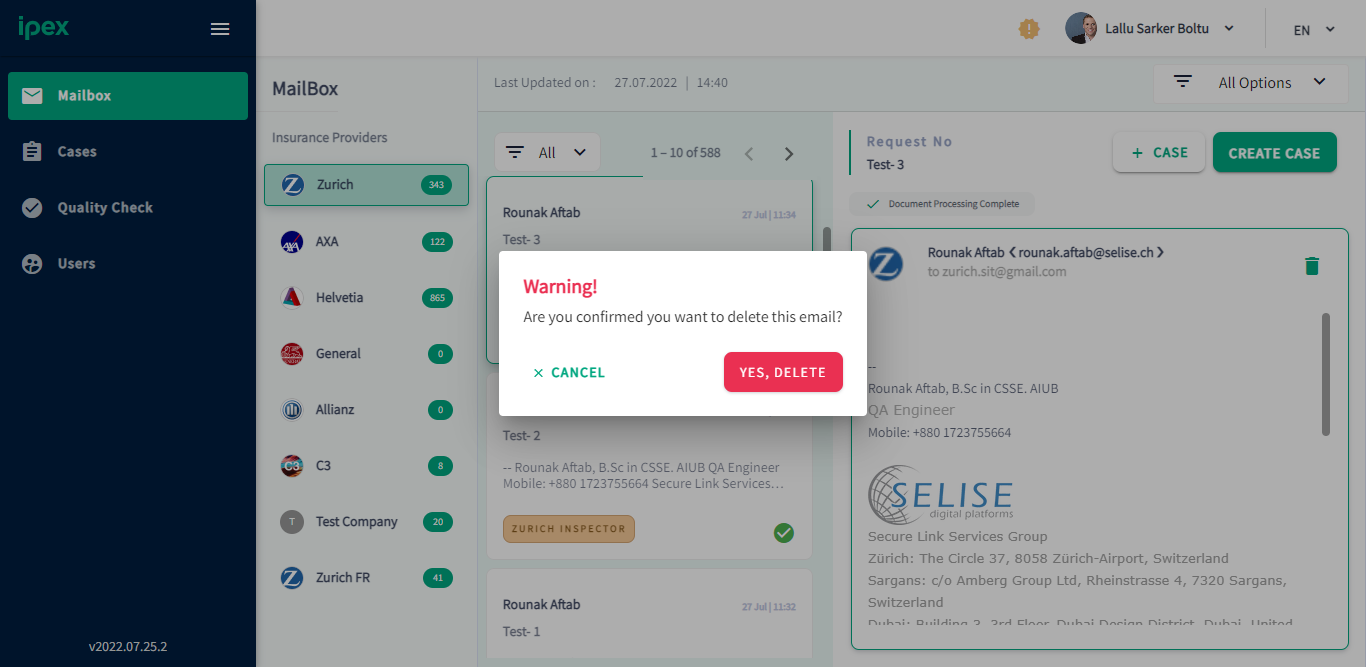 ipex
Lallu Sarker Boltu
EN
Mailbox
Cases
Quality Check
Users
v2022.07.25.2
MailBox
Insurance Providers
Zurich 343
AXA 122
Helvetia 865
General 0
Allianz 0
C3 8
T Test Company 20
Zurich FR 41
Last Updated on : 27.07.2022 | 14:40
All Options
All
1 – 10 of 588
Rounak Aftab 27 Jul | 11:34
Test- 3
Warning!
Are you confirmed you want to delete this email?
× CANCEL
YES, DELETE
Test- 2
-- Rounak Aftab, B.Sc in CSSE. AIUB QA Engineer
Mobile: +880 1723755664 Secure Link Services…
ZURICH INSPECTOR
Rounak Aftab 27 Jul | 11:32
Test- 1
Request No
Test- 3
+ CASE
CREATE CASE
Document Processing Complete
Rounak Aftab < rounak.aftab@selise.ch >
to zurich.sit@gmail.com
--
Rounak Aftab, B.Sc in CSSE. AIUB
QA Engineer
Mobile: +880 1723755664
SELISE
digital platforms
Secure Link Services Group
Zürich: The Circle 37, 8058 Zürich-Airport, Switzerland
Sargans: c/o Amberg Group Ltd, Rheinstrasse 4, 7320 Sargans,
Switzerland
Dubai: Building 3, 3rd Floor, Dubai Design District, Dubai, United